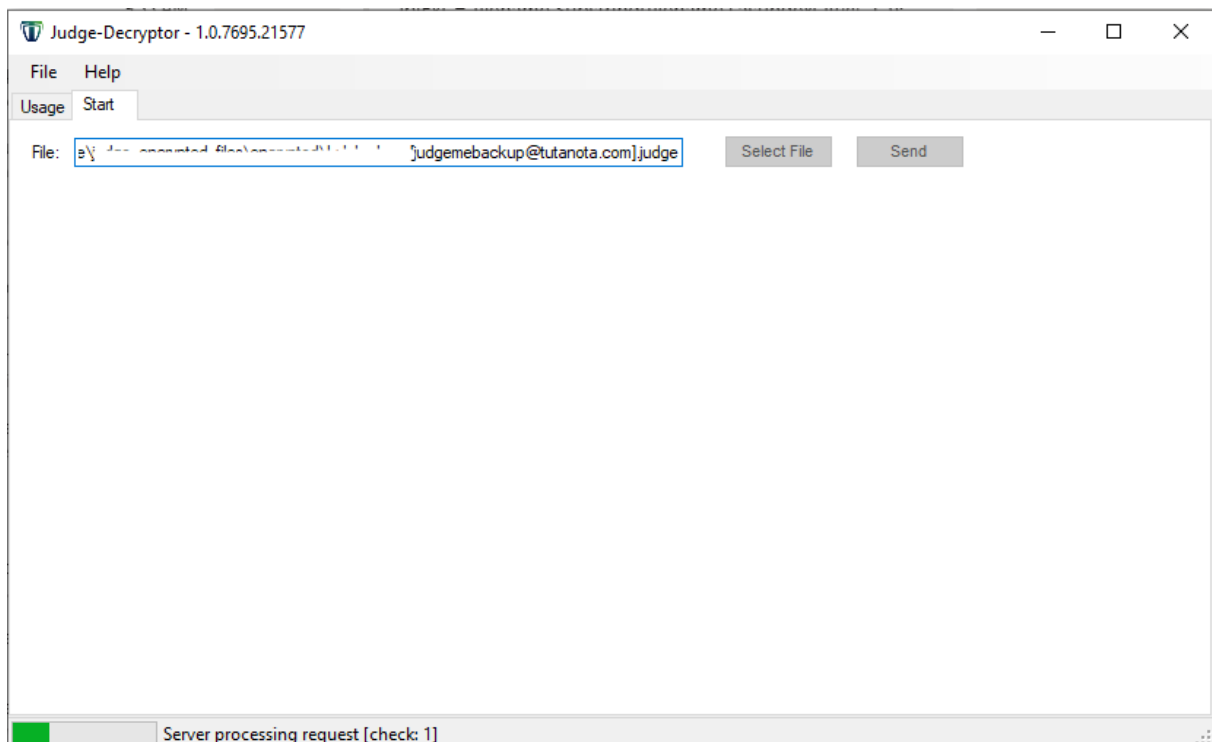 Judge-Decryptor - 1.0.7695.21577
File Help
Usage Start
File: judgemebackup@tutanota.com].judge Select File Send
Server processing request [check: 1]